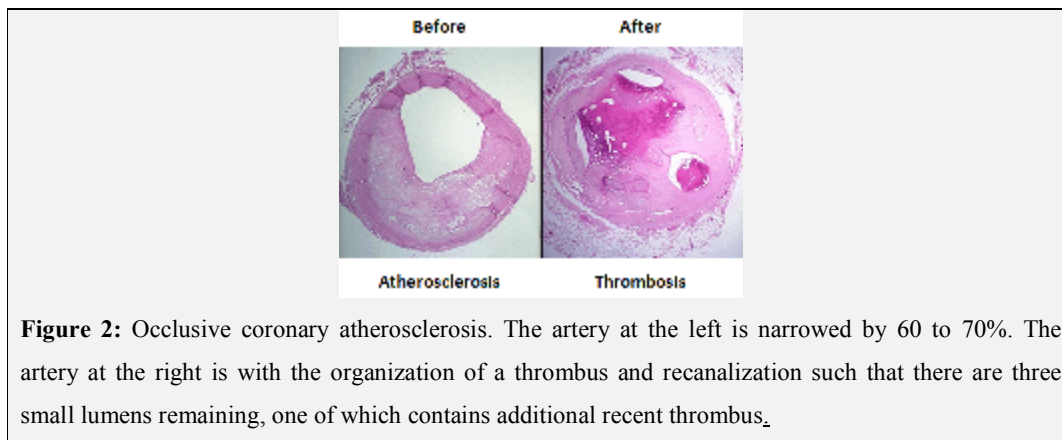 Before After
Atherosclerosis Thrombosis
Figure 2: Occlusive coronary atherosclerosis. The artery at the left is narrowed by 60 to 70%. The
artery at the right is with the organization of a thrombus and recanalization such that there are three
small lumens remaining, one of which contains additional recent thrombus.